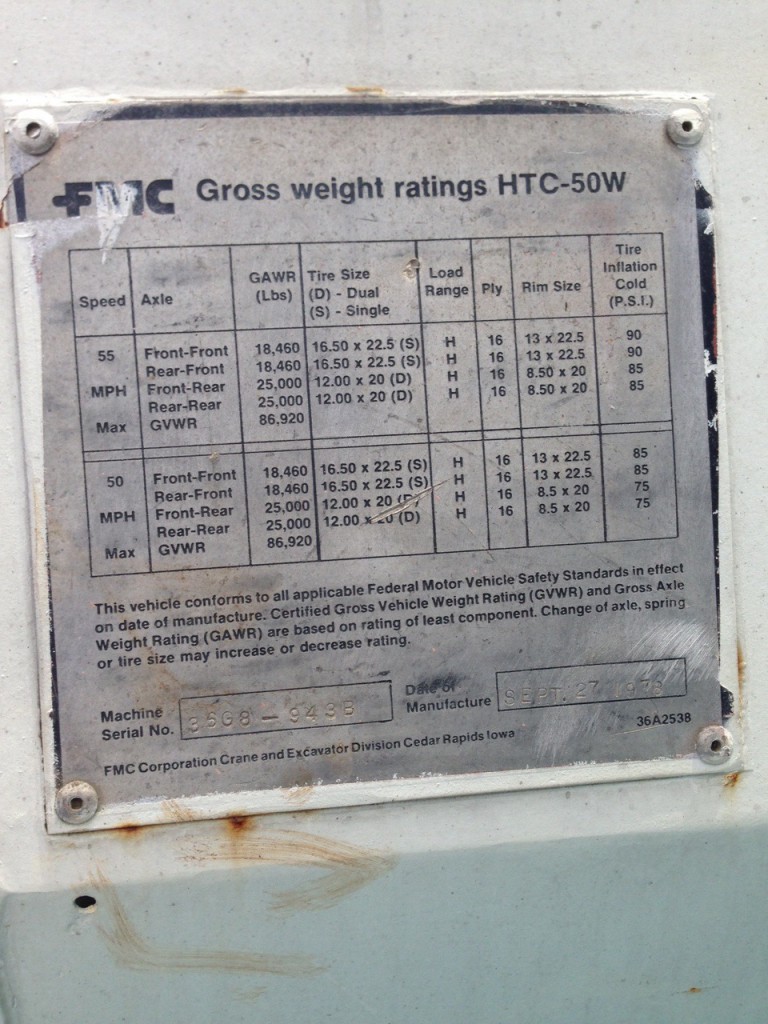 FMC Gross weight ratings HTC-50W
Speed Axle GAWR (Lbs) Tire Size (D) - Dual (S) - Single Load Range Ply Rim Size Tire Inflation Cold (P.S.I.)
55 Front-Front 18,460 16.50 x 22.5 (S) H 16 13 x 22.5 90
Rear-Front 18,460 16.50 x 22.5 (S) H 16 13 x 22.5 90
MPH Front-Rear 25,000 12.00 x 20 (D) H 16 8.50 x 20 85
Rear-Rear 25,000 12.00 x 20 (D) H 16 8.50 x 20 85
Max GVWR 86,920
50 Front-Front 18,460 16.50 x 22.5 (S) H 16 13 x 22.5 85
Rear-Front 18,460 16.50 x 22.5 (S) H 16 13 x 22.5 85
MPH Front-Rear 25,000 12.00 x 20 (D) H 16 8.5 x 20 75
Rear-Rear 25,000 12.00 x 20 (D) H 16 8.5 x 20 75
Max GVWR 86,920
This vehicle conforms to all applicable Federal Motor Vehicle Safety Standards in effect
on date of manufacture. Certified Gross Vehicle Weight Rating (GVWR) and Gross Axle
Weight Rating (GAWR) are based on rating of least component. Change of axle, spring
or tire size may increase or decrease rating.
Machine Serial No. 35G8 - 943B
Date of Manufacture SEPT. 27
36A2538
FMC Corporation Crane and Excavator Division Cedar Rapids Iowa